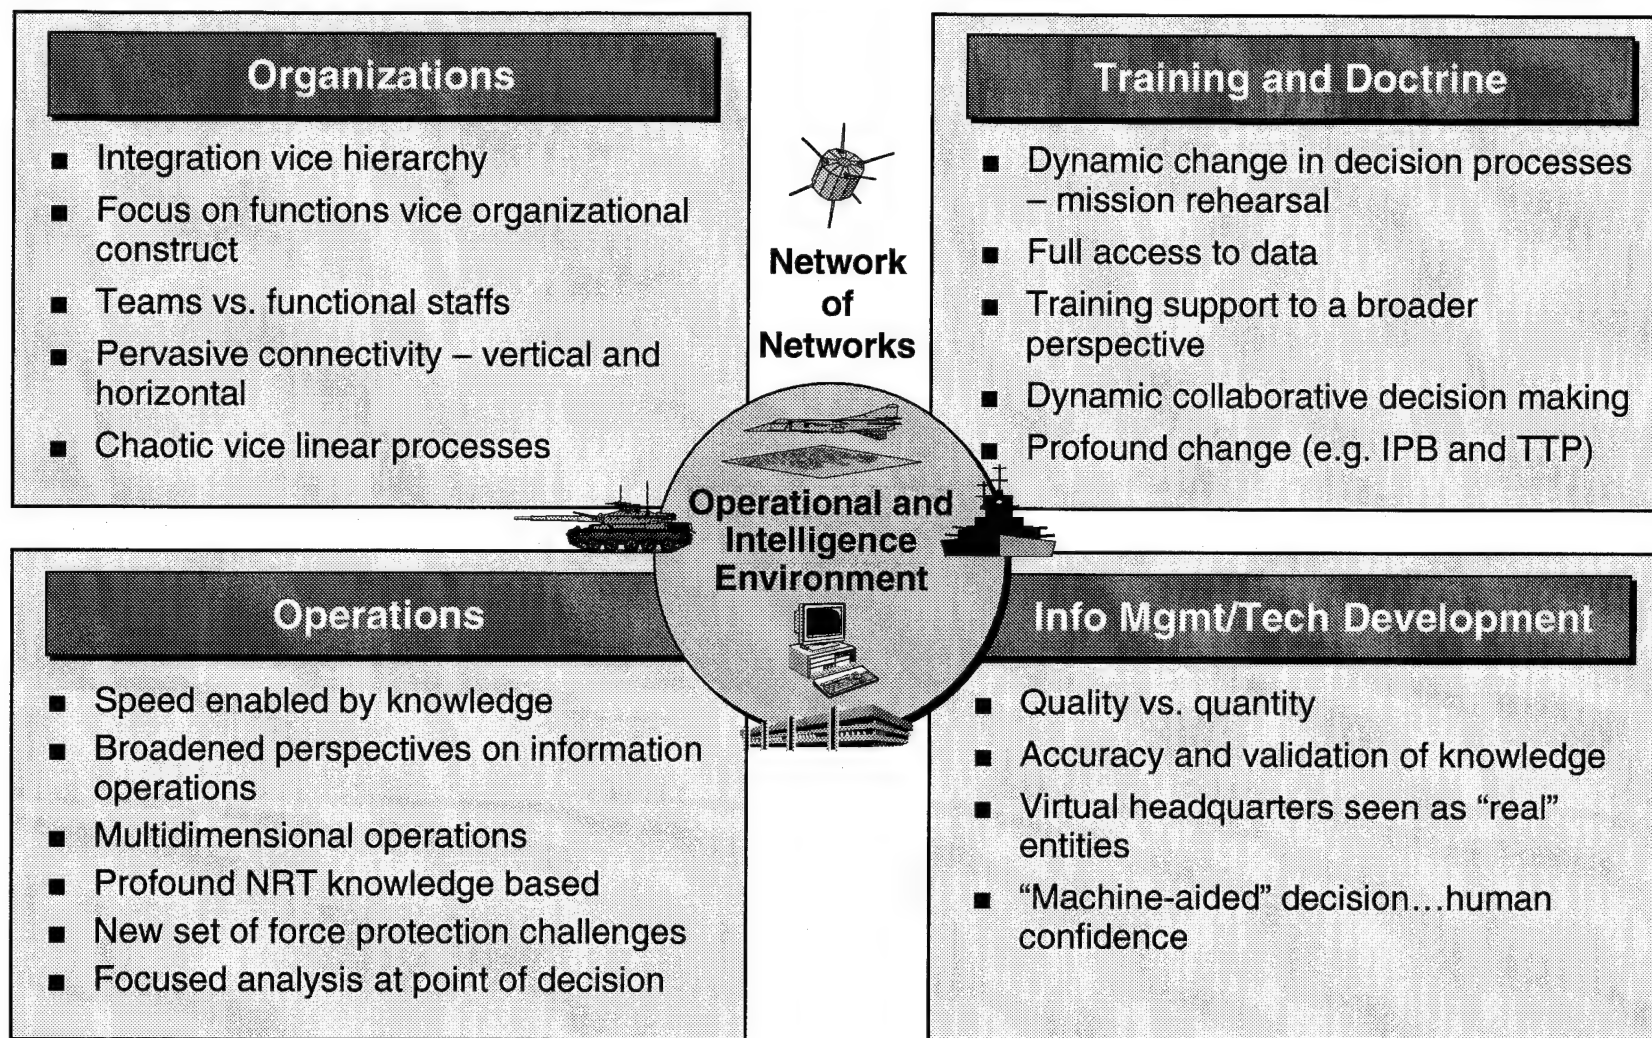 Organizations
■ Integration vice hierarchy
■ Focus on functions vice organizational
construct
■ Teams vs. functional staffs
■ Pervasive connectivity – vertical and
horizontal
■ Chaotic vice linear processes
Network
of
Networks
Training and Doctrine
■ Dynamic change in decision processes
– mission rehearsal
■ Full access to data
■ Training support to a broader
perspective
■ Dynamic collaborative decision making
■ Profound change (e.g. IPB and TTP)
Operational and
Intelligence
Environment
Operations
■ Speed enabled by knowledge
■ Broadened perspectives on information
operations
■ Multidimensional operations
■ Profound NRT knowledge based
■ New set of force protection challenges
■ Focused analysis at point of decision
Info Mgmt/Tech Development
■ Quality vs. quantity
■ Accuracy and validation of knowledge
■ Virtual headquarters seen as “real”
entities
■ “Machine-aided” decision...human
confidence